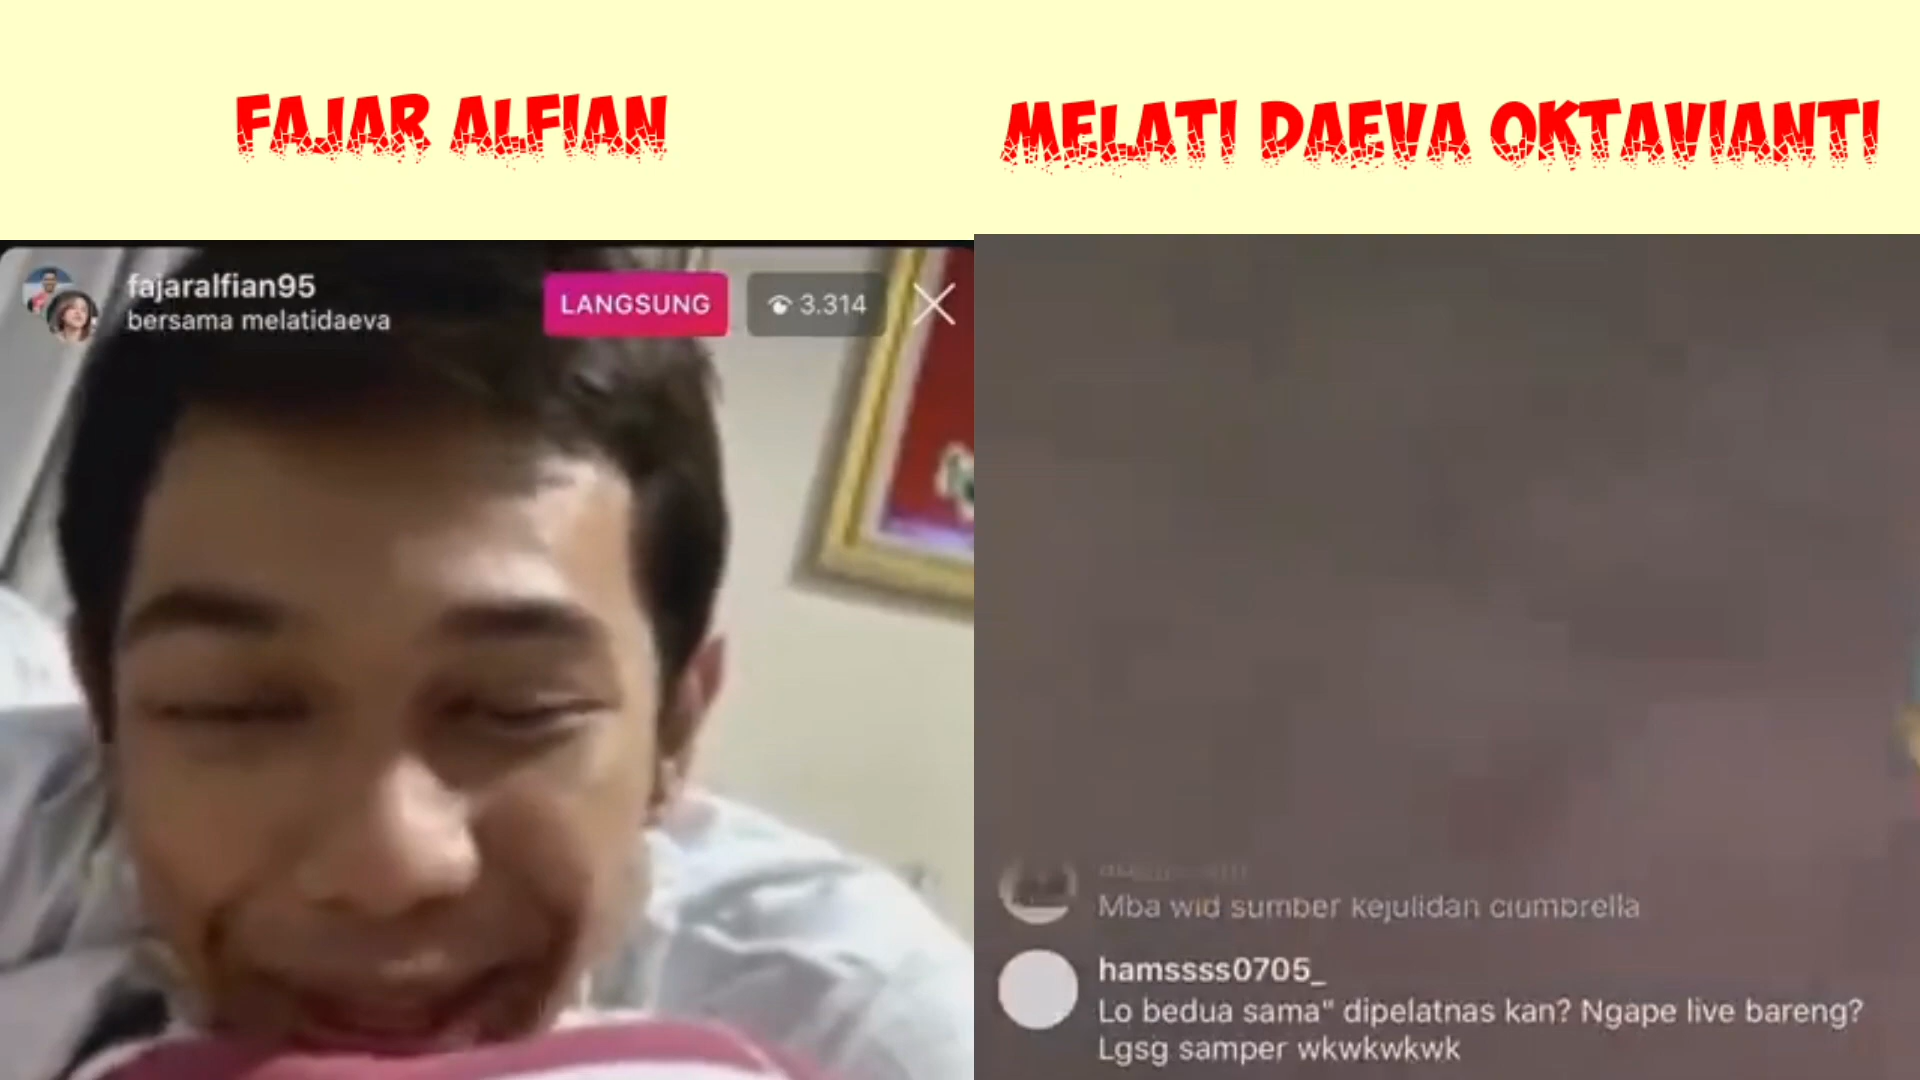 FAJAR ALFIAN
MELATI DAEVA OKTAVIANTI
fajaralfian95
bersama melatidaeva
LANGSUNG
3.314
Mba wid sumber kejulidan ciumbrella
hamssss0705_
Lo bedua sama" dipelatnas kan? Ngape live bareng?
Lgsg samper wkwkwkwk